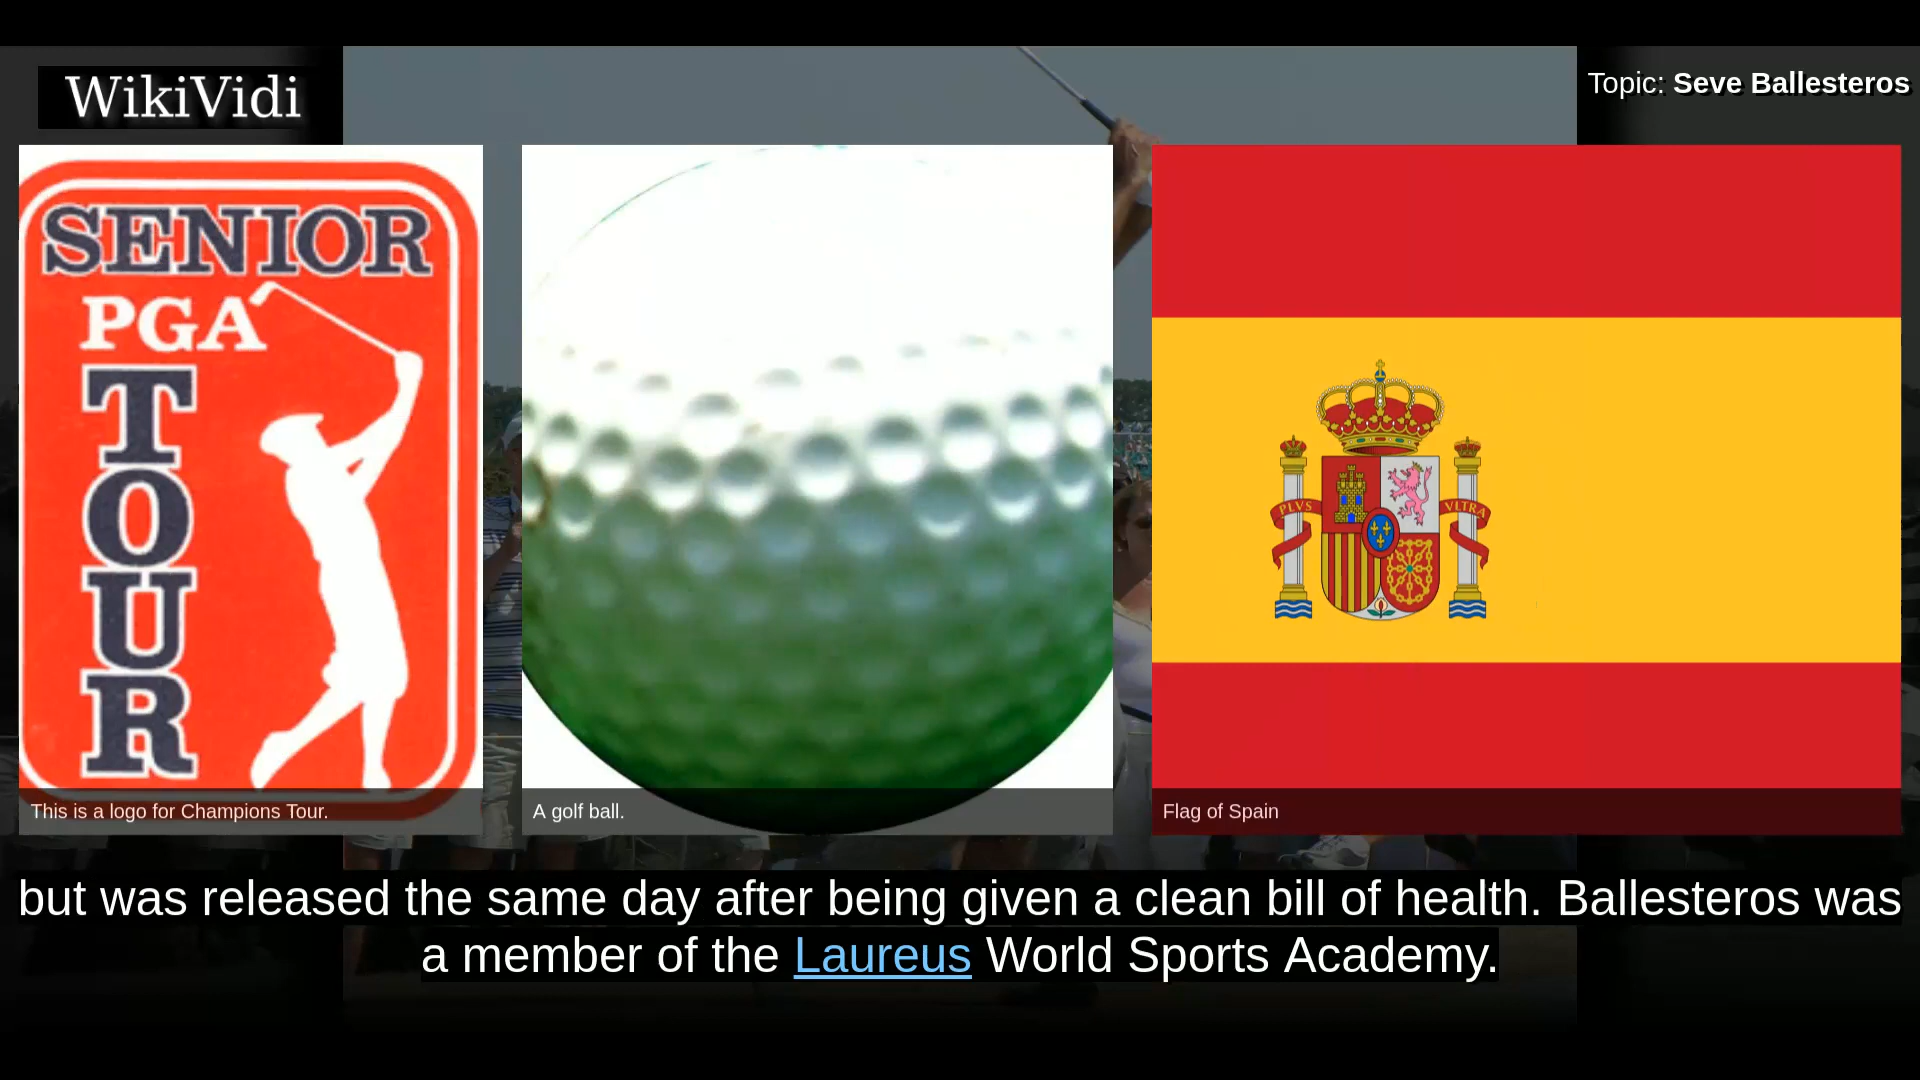 WikiVidi
Topic: Seve Ballesteros
SENIOR
PGA
TOUR
PLVS
VLTRA
This is a logo for Champions Tour.
A golf ball.
Flag of Spain
but was released the same day after being given a clean bill of health. Ballesteros was
a member of the Laureus World Sports Academy.